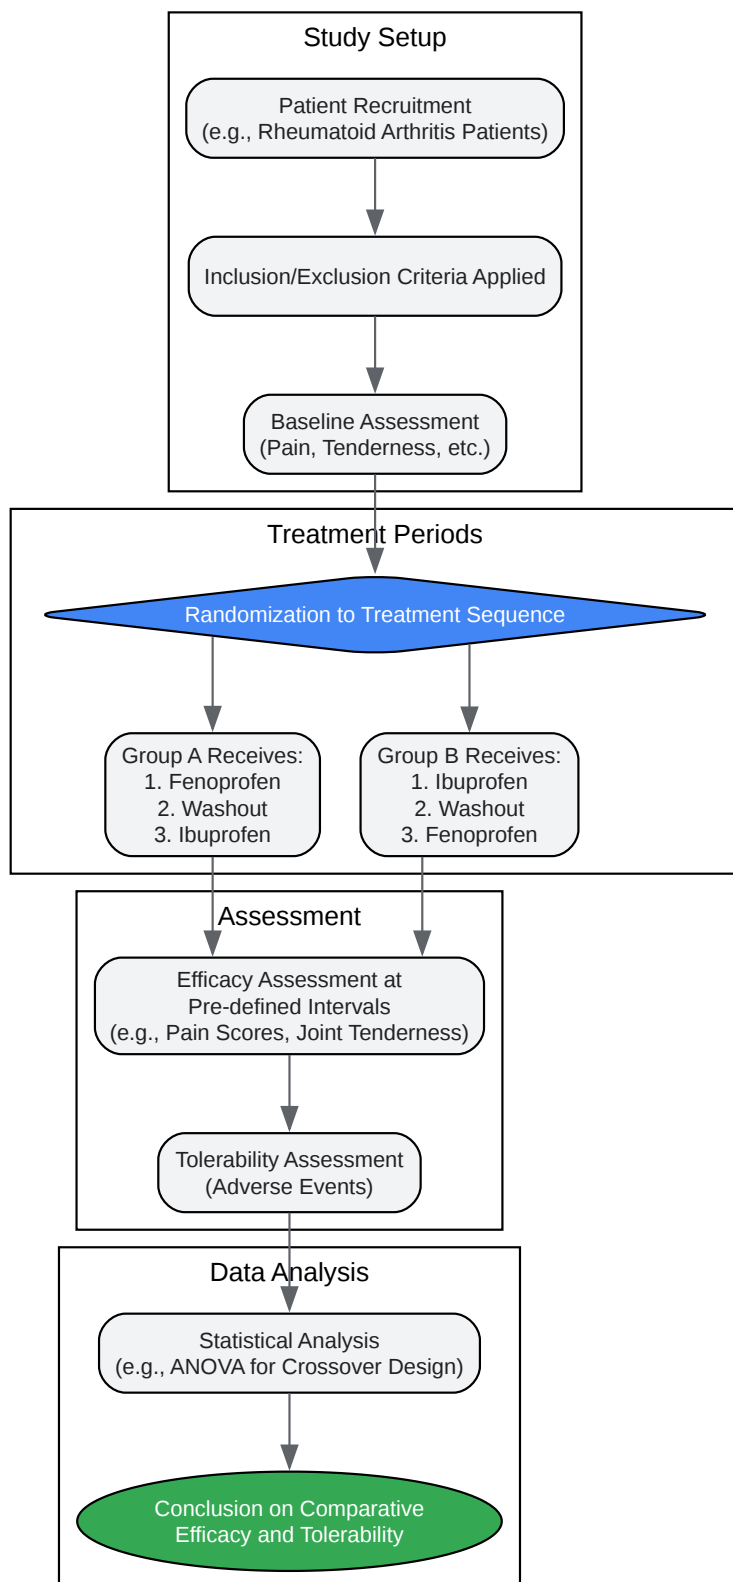 Study Setup
Patient Recruitment
(e.g., Rheumatoid Arthritis Patients)
Inclusion/Exclusion Criteria Applied
Baseline Assessment
(Pain, Tenderness, etc.)
Treatment Periods
Randomization to Treatment Sequence
Group A Receives:
1. Fenoprofen
2. Washout
3. Ibuprofen
Group B Receives:
1. Ibuprofen
2. Washout
3. Fenoprofen
Assessment
Efficacy Assessment at
Pre-defined Intervals
(e.g., Pain Scores, Joint Tenderness)
Tolerability Assessment
(Adverse Events)
Data Analysis
Statistical Analysis
(e.g., ANOVA for Crossover Design)
Conclusion on Comparative
Efficacy and Tolerability